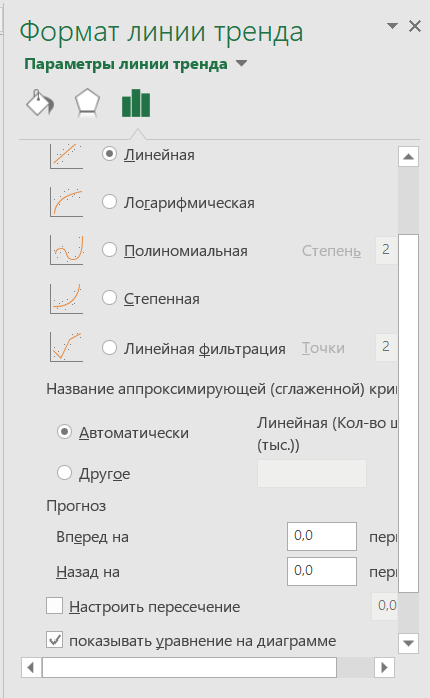 Формат линии тренда
Параметры линии тренда
Линейная
Логарифмическая
Полиномиальная Степень 2
Степенная
Линейная фильтрация Точки 2
Название аппроксимирующей (сглаженной) кри
Автоматически Линейная (Кол-во ш
(тыс.))
Другое
Прогноз
Вперед на 0,0 пери
Назад на 0,0 пери
Настроить пересечение 0,0
показывать уравнение на диаграмме